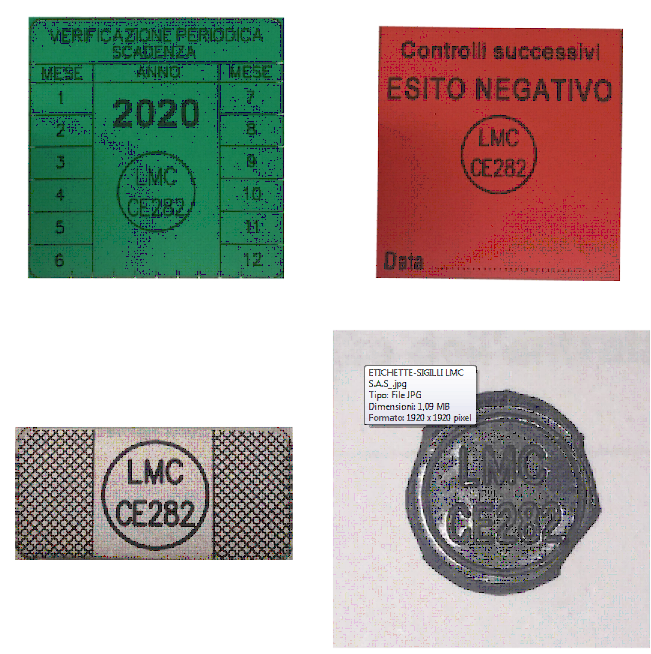 VERIFICAZIONE PERIODICA
SCADENZA
MESE ANNO MESE
1 2020 7
2 8
3 LMC 9
4 CE282 10
5 11
6 12
Controlli successivi
ESITO NEGATIVO
LMC
CE282
Data
LMC
CE282
ETICHETTE-SIGILLI LMC
S.A.S_.jpg
Tipo: File JPG
Dimensioni: 1,09 MB
Formato: 1920 x 1920 pixel
LMC
CE282